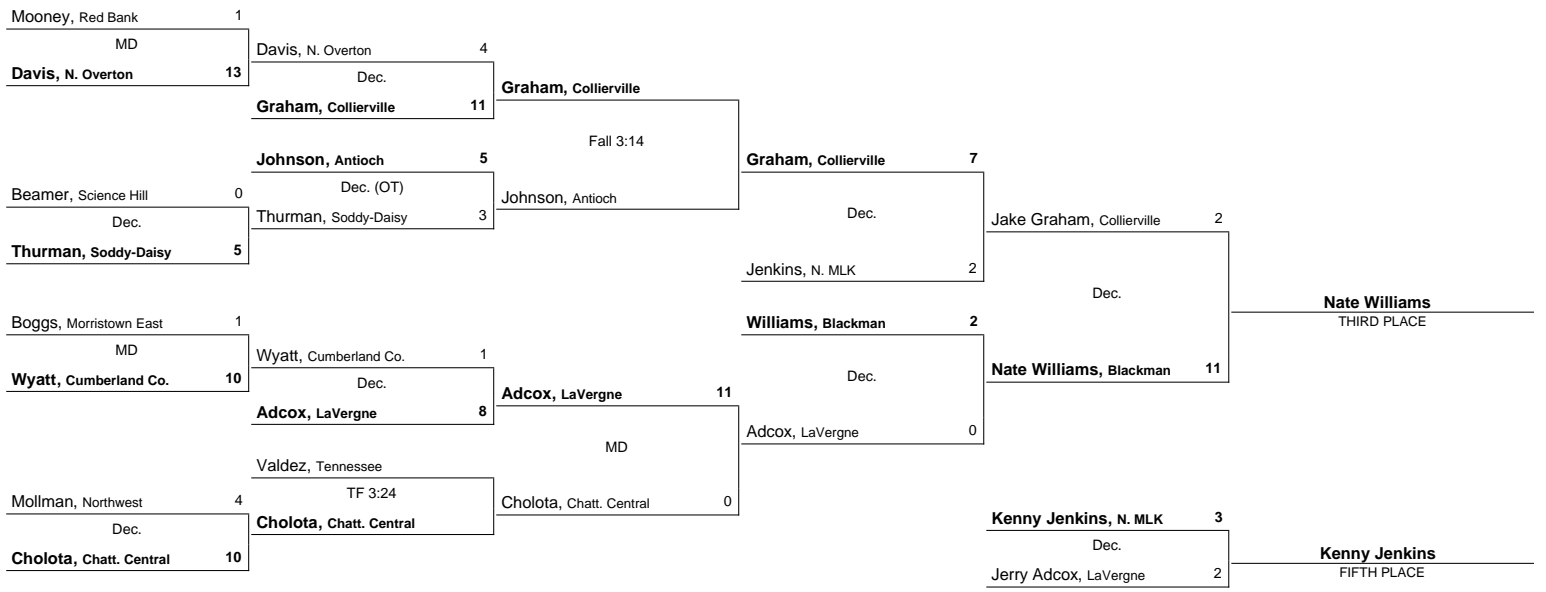 Mooney, Red Bank 1
MD
Davis, N. Overton 13
Beamer, Science Hill 0
Dec.
Thurman, Soddy-Daisy 5
Boggs, Morristown East 1
MD
Wyatt, Cumberland Co. 10
Mollman, Northwest 4
Dec.
Cholota, Chatt. Central 10
Davis, N. Overton 4
Dec.
Graham, Collierville 11
Johnson, Antioch 5
Dec. (OT)
Thurman, Soddy-Daisy 3
Wyatt, Cumberland Co. 1
Dec.
Adcox, LaVergne 8
Valdez, Tennessee
TF 3:24
Cholota, Chatt. Central
Graham, Collierville
Fall 3:14
Johnson, Antioch
Adcox, LaVergne 11
MD
Cholota, Chatt. Central 0
Graham, Collierville 7
Dec.
Jenkins, N. MLK 2
Williams, Blackman 2
Dec.
Adcox, LaVergne 0
Jake Graham, Collierville 2
Dec.
Nate Williams, Blackman 11
Kenny Jenkins, N. MLK 3
Dec.
Jerry Adcox, LaVergne 2
Nate Williams
THIRD PLACE
Kenny Jenkins
FIFTH PLACE